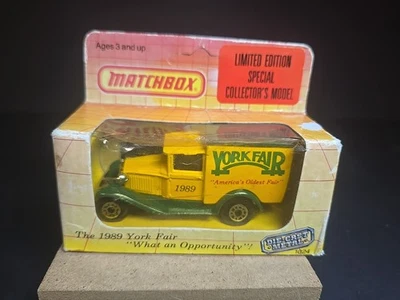 Ages 3 and up
MATCHBOX
LIMITED EDITION
SPECIAL
COLLECTOR'S MODEL
YORK FAIR
"America's Oldest Fair"
1989
The 1989 York Fair
"What an Opportunity"!
DIE-CAST
METAL